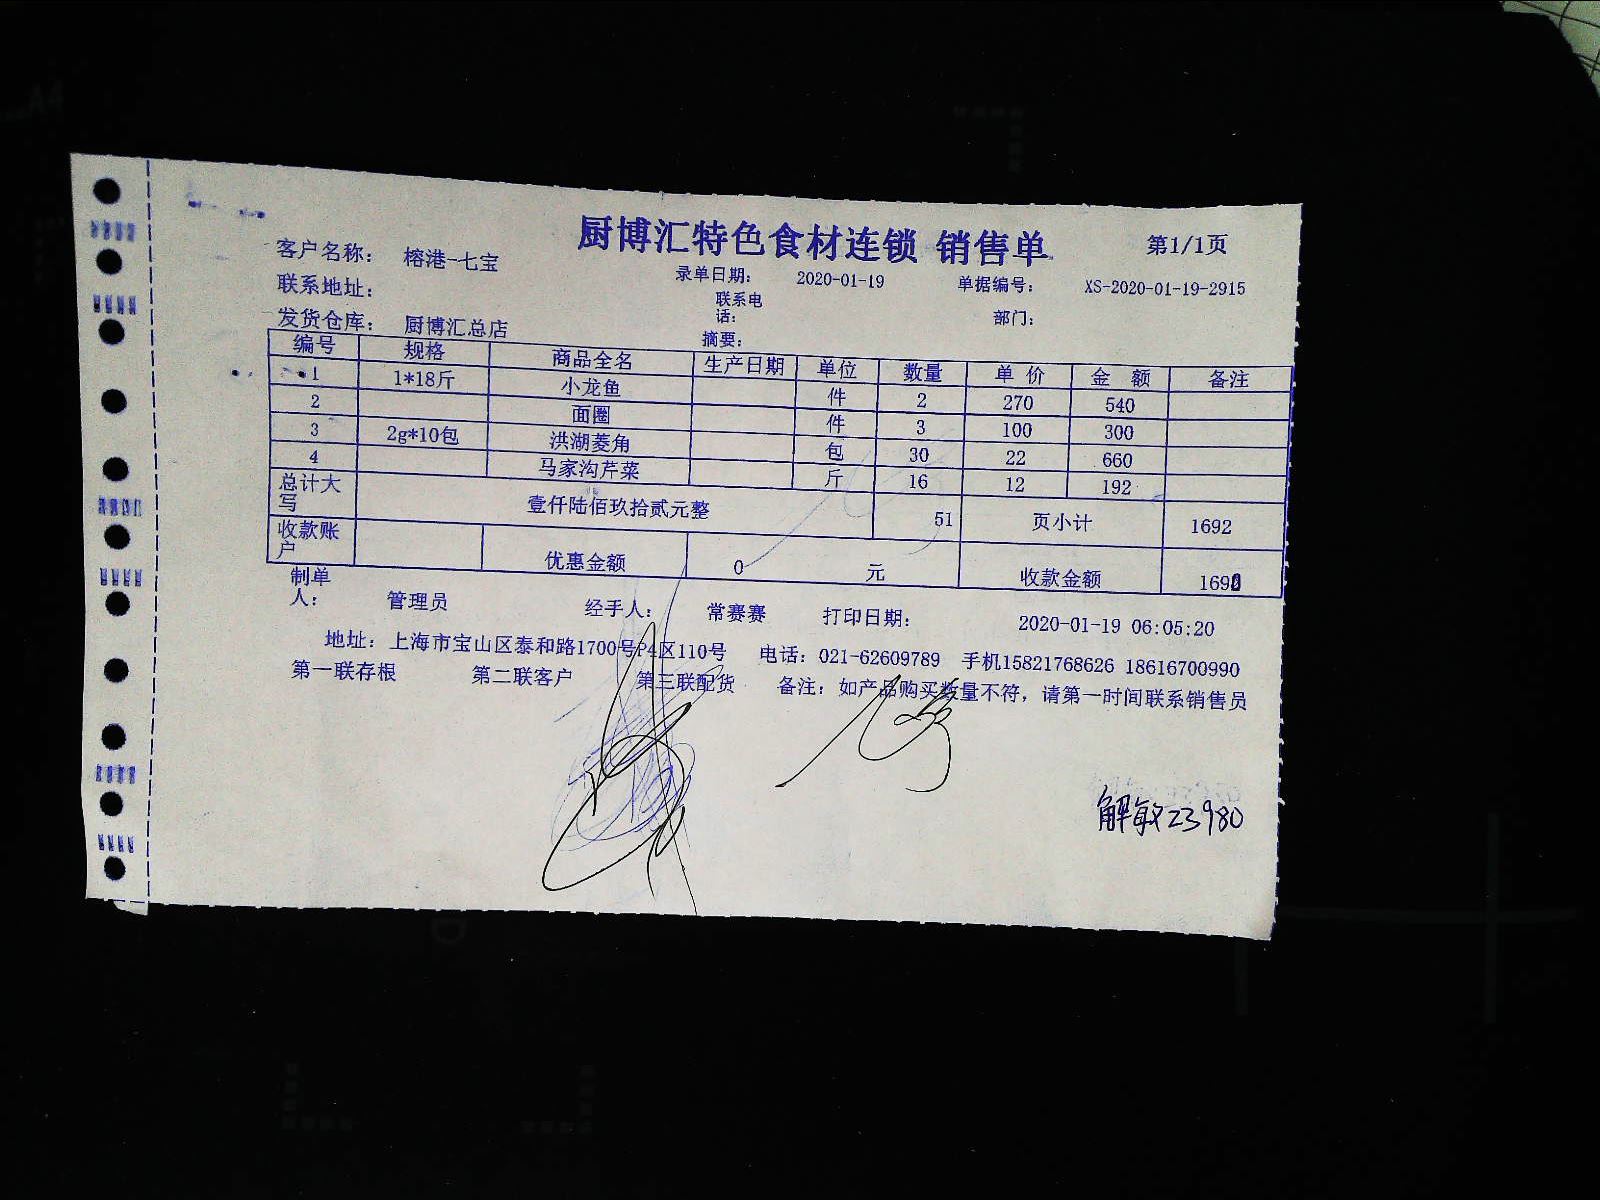 厨博汇特色食材连锁 销售单 第1/1页
客户名称: 榕港-七宝 录单日期: 2020-01-19 单据编号: XS-2020-01-19-2915
联系地址: 联系电话: 部门:
发货仓库: 厨博汇总店 摘要:
编号 规格 商品全名 生产日期 单位 数量 单价 金额 备注
1 1*18斤 小龙鱼 件 2 270 540
2 面圈 件 3 100 300
3 2g*10包 洪湖菱角 包 30 22 660
4 马家沟芹菜 斤 16 12 192
总计大写 壹仟陆佰玖拾贰元整 51 页小计 1692
收款账户 优惠金额 0 元 收款金额
制单人: 管理员 经手人: 常赛赛 打印日期: 2020-01-19 06:05:20
地址: 上海市宝山区泰和路1700号P4区110号 电话: 021-62609789 手机15821768626 18616700990
第一联存根 第二联客户 第三联配货 备注: 如产品购买数量不符, 请第一时间联系销售员
解敏23980